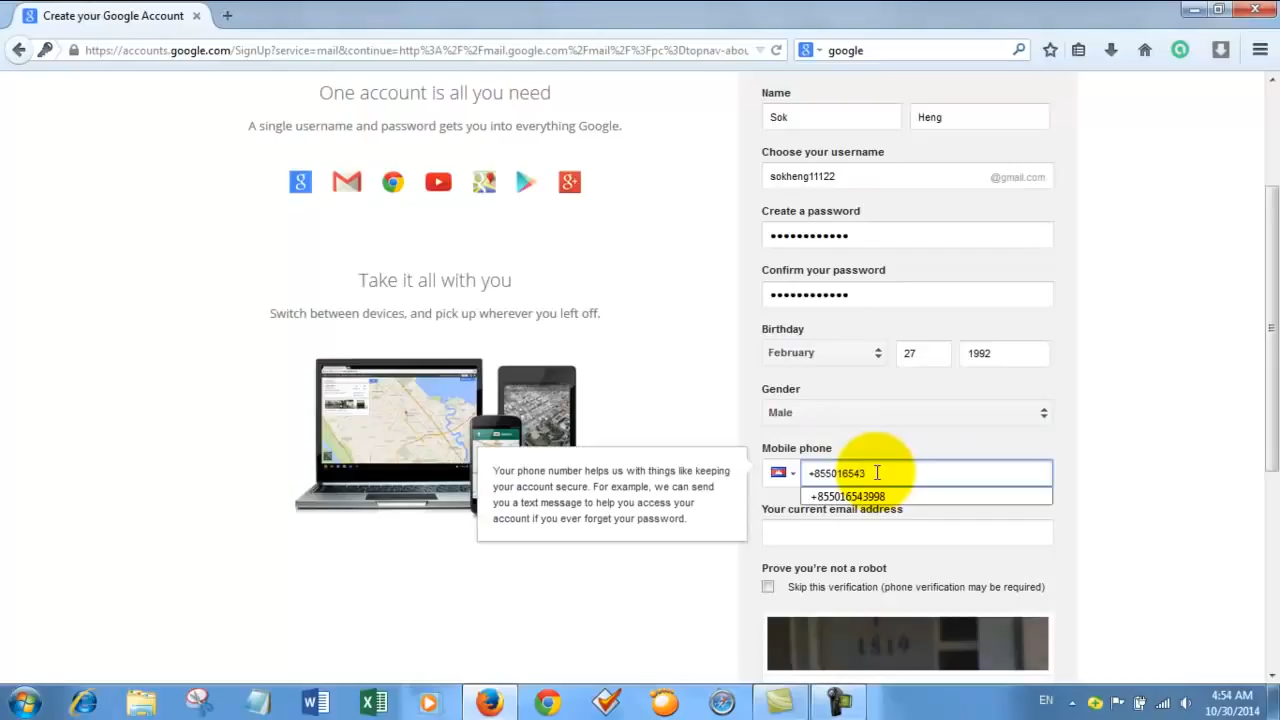 Create your Google Account
https://accounts.google.com/SignUp?service=mail&continue=http%3A%2F%2Fmail.google.com%2Fmail%2F%3Fpc%3Dtopnav-abou
google
One account is all you need
A single username and password gets you into everything Google.
Take it all with you
Switch between devices, and pick up wherever you left off.
Name
Sok Heng
Choose your username
sokheng11122 @gmail.com
Create a password
Confirm your password
Birthday
February 27 1992
Gender
Male
Mobile phone
+855016543
+855016543998
Your phone number helps us with things like keeping
your account secure. For example, we can send
you a text message to help you access your
account if you ever forget your password.
Your current email address
Prove you're not a robot
Skip this verification (phone verification may be required)
1519
EN
4:54 AM
10/30/2014